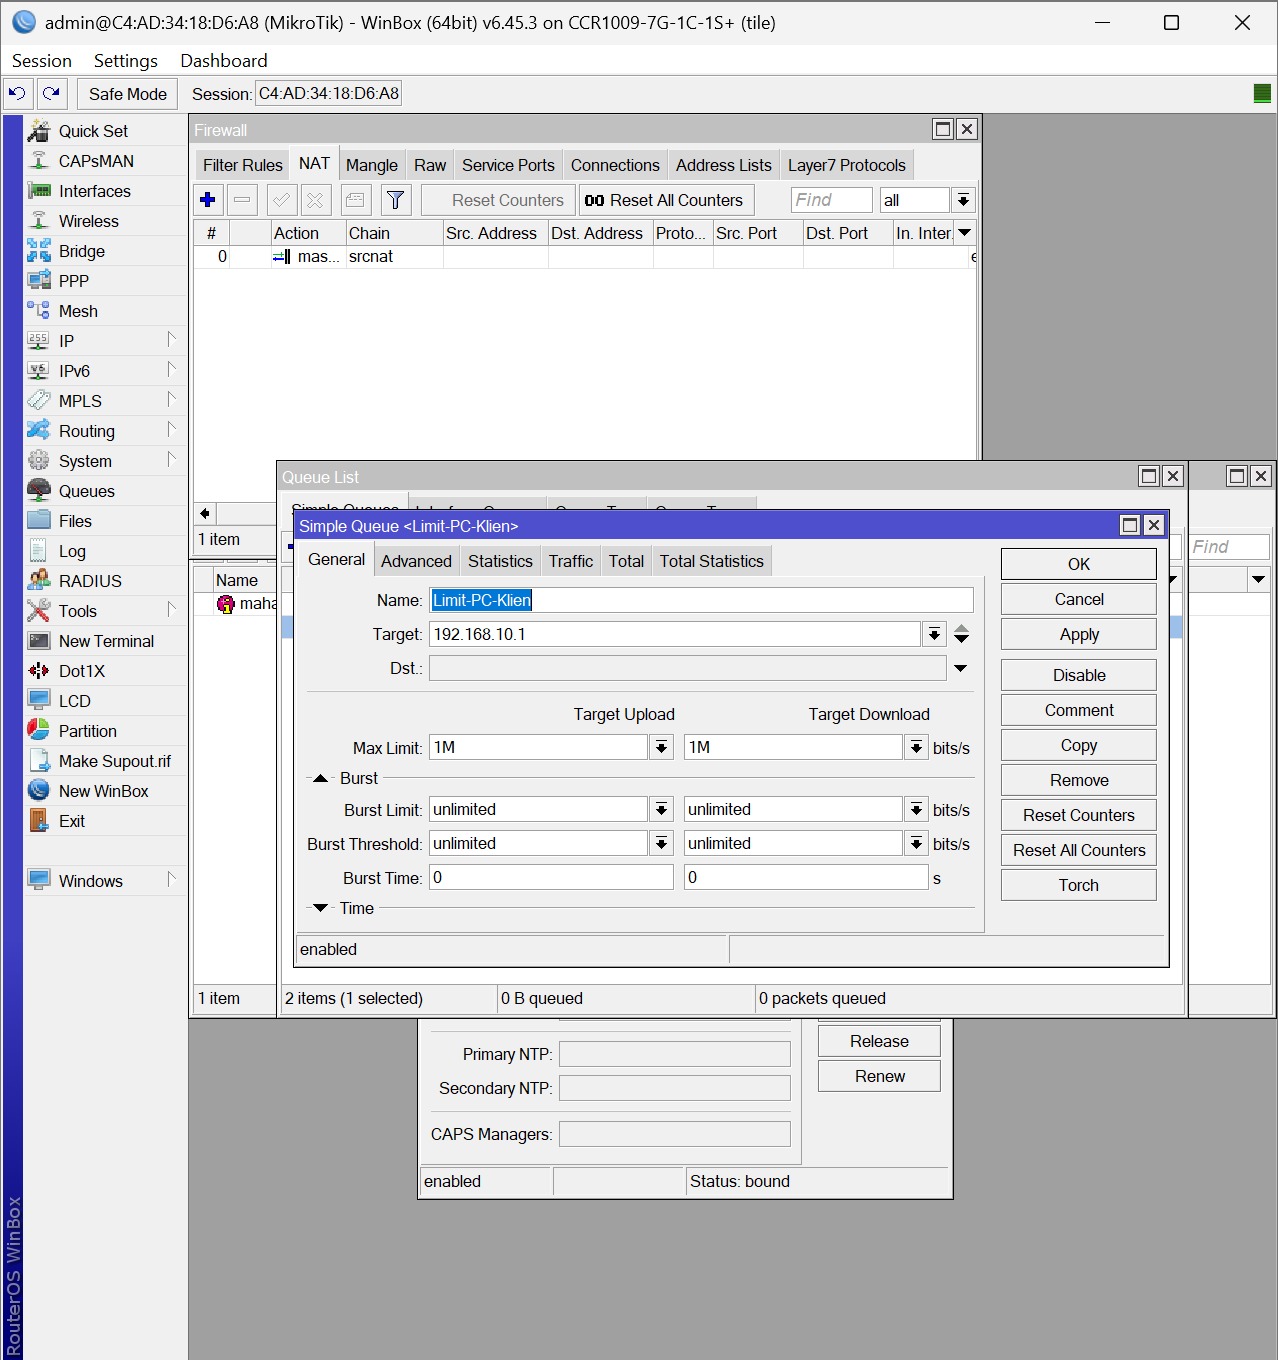 admin@C4:AD:34:18:D6:A8 (MikroTik) - WinBox (64bit) v6.45.3 on CCR1009-7G-1C-1S+ (tile)
Session Settings Dashboard
Safe Mode Session: C4:AD:34:18:D6:A8
Quick Set
CAPsMAN
Interfaces
Wireless
Bridge
PPP
Mesh
IP
IPv6
MPLS
Routing
System
Queues
Files
Log
RADIUS
Tools
New Terminal
Dot1X
LCD
Partition
Make Supout.rif
New WinBox
Exit
Windows
RouterOS WinBox
Firewall
Filter Rules NAT Mangle Raw Service Ports Connections Address Lists Layer7 Protocols
Reset Counters 00 Reset All Counters Find all
# Action Chain Src. Address Dst. Address Proto... Src. Port Dst. Port In. Inter.
0 mas... srcnat
1 item
Name
maha
1 item
Find
Queue List
Simple Queue <Limit-PC-Klien>
General Advanced Statistics Traffic Total Total Statistics
Name: Limit-PC-Klien
Target: 192.168.10.1
Dst.:
Target Upload Target Download
Max Limit: 1M 1M bits/s
Burst
Burst Limit: unlimited unlimited bits/s
Burst Threshold: unlimited unlimited bits/s
Burst Time: 0 0 s
Time
enabled
OK
Cancel
Apply
Disable
Comment
Copy
Remove
Reset Counters
Reset All Counters
Torch
2 items (1 selected) 0 B queued 0 packets queued
Primary NTP:
Secondary NTP:
CAPS Managers:
Release
Renew
enabled Status: bound